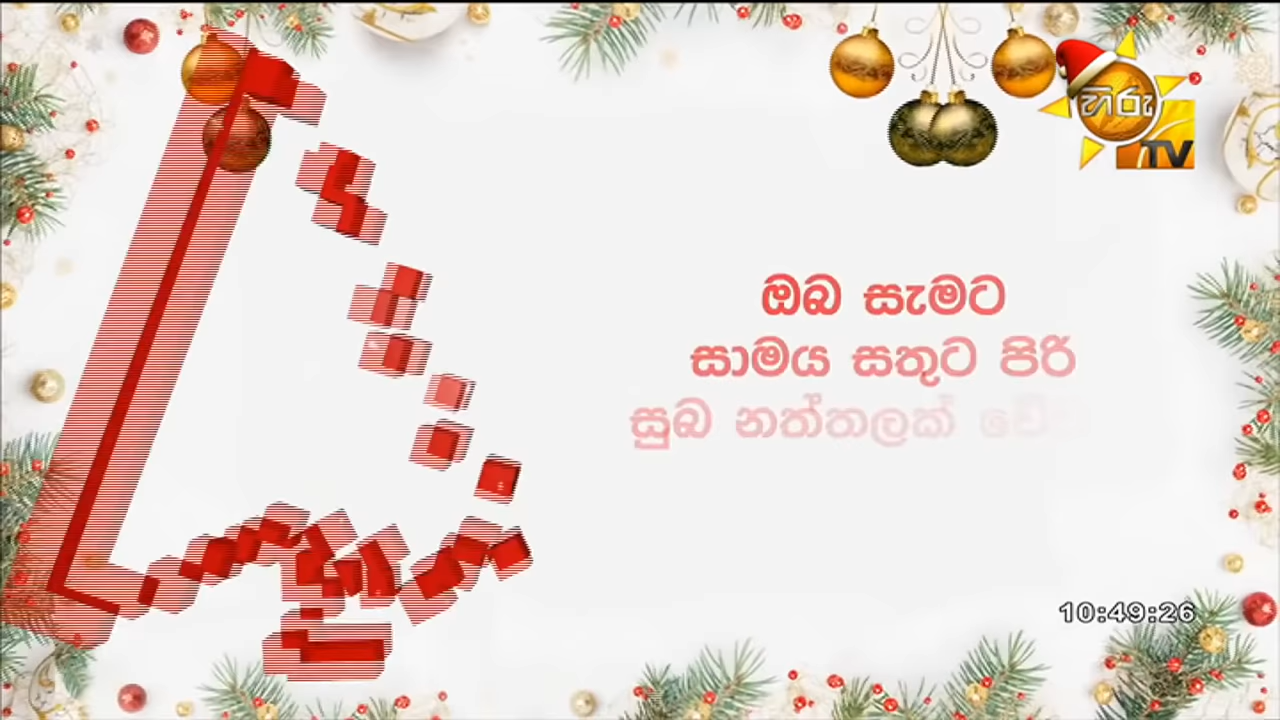 හිරු
TV
ඔබ සැමට
සාමය සතුට පිරි
සුබ නත්තලක්
10:49:26